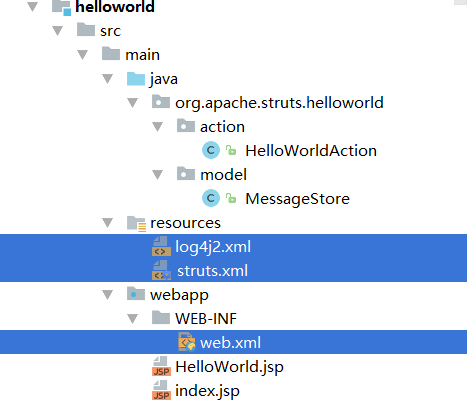 helloworld
src
main
java
org.apache.struts.helloworld
action
HelloWorldAction
model
MessageStore
resources
log4j2.xml
struts.xml
webapp
WEB-INF
web.xml
HelloWorld.jsp
index.jsp